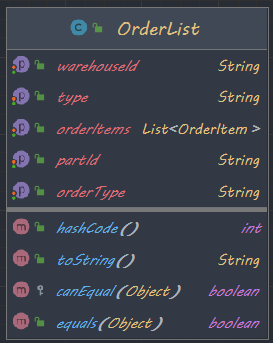 C OrderList
p warehouseId String
p type String
p orderItems List<OrderItem >
p partId String
p orderType String
m hashCode() int
m toString() String
m canEqual(Object) boolean
m equals(Object) boolean